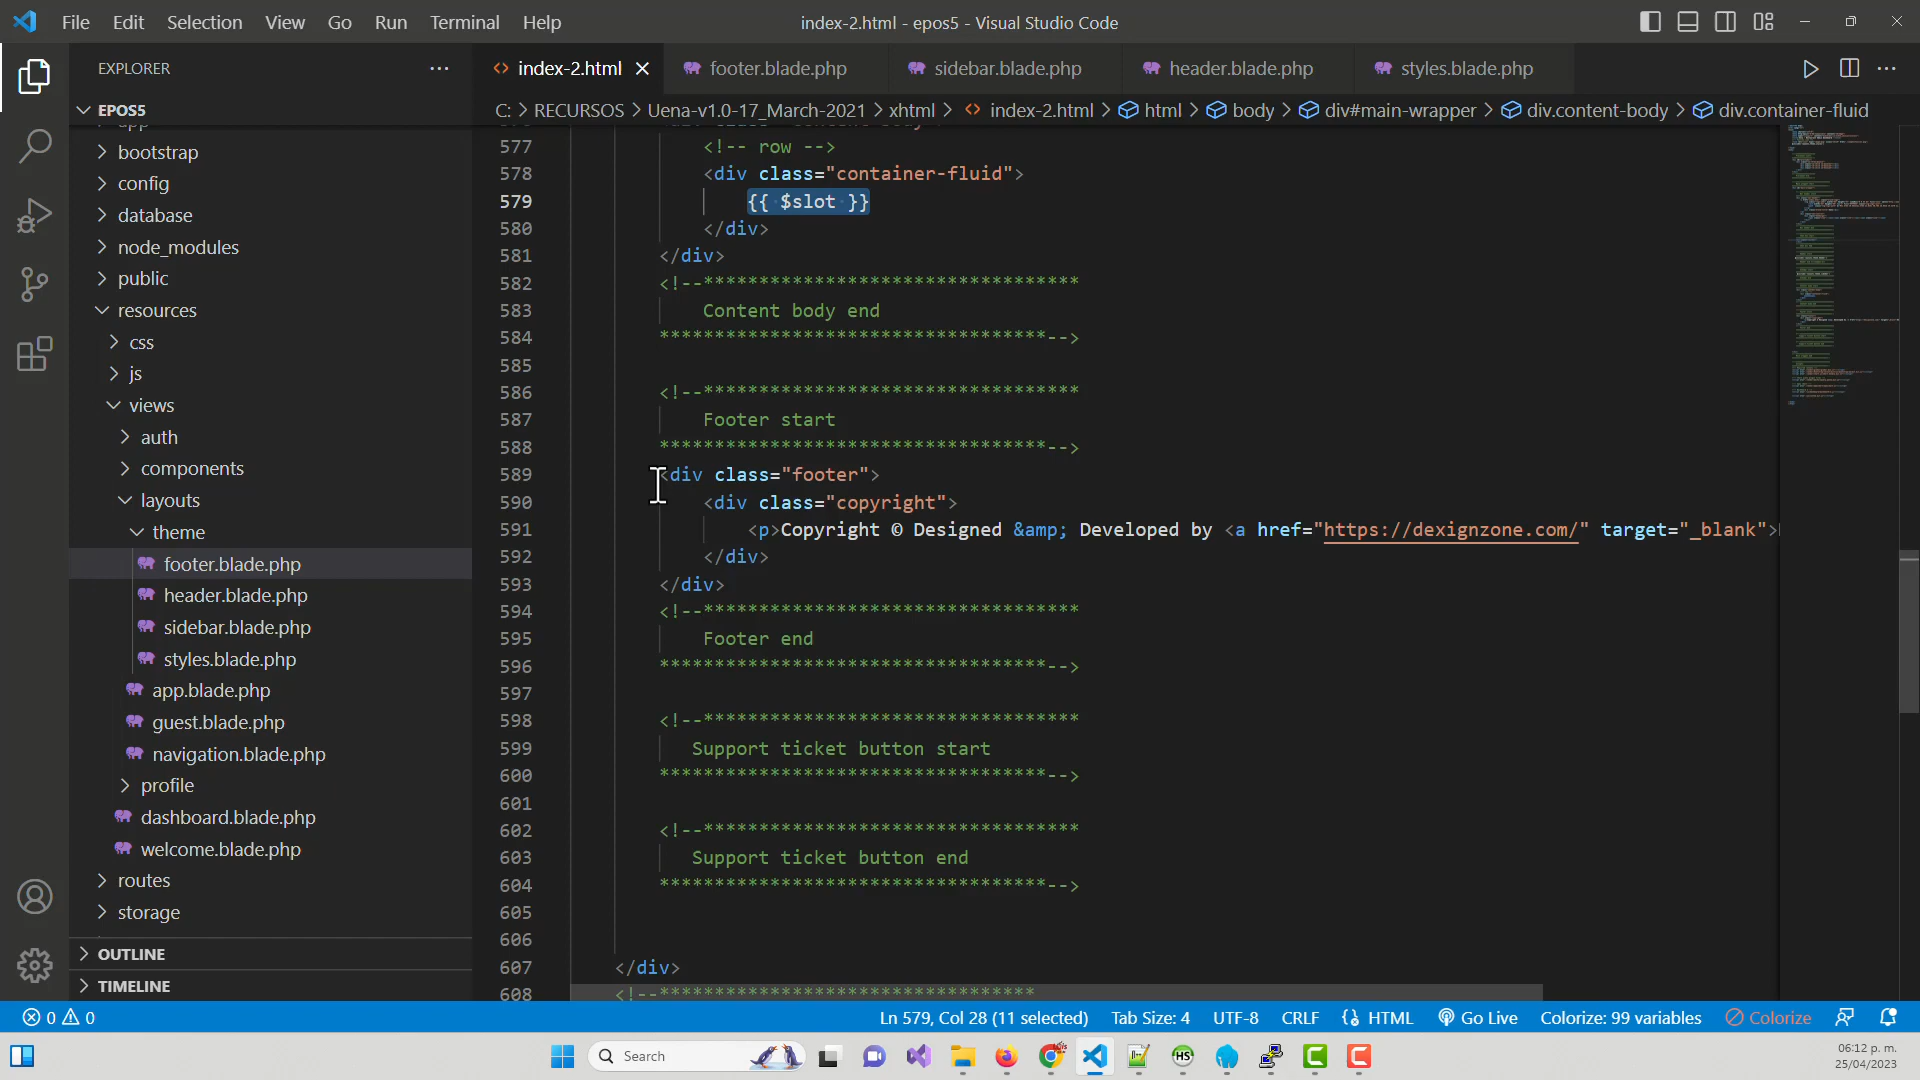 File Edit Selection View Go Run Terminal Help
index-2.html - epos5 - Visual Studio Code
EXPLORER
index-2.html
footer.blade.php
sidebar.blade.php
header.blade.php
styles.blade.php
EPOS5
C: > RECURSOS > Uena-v1.0-17_March-2021 > xhtml > index-2.html > html > body > div#main-wrapper > div.content-body > div.container-fluid
bootstrap
config
database
node_modules
public
resources
css
js
views
auth
components
layouts
theme
footer.blade.php
header.blade.php
sidebar.blade.php
styles.blade.php
app.blade.php
guest.blade.php
navigation.blade.php
profile
dashboard.blade.php
welcome.blade.php
routes
storage
OUTLINE
TIMELINE
577 <!-- row -->
578 <div class="container-fluid">
579 {{ $slot }}
580 </div>
581 </div>
582 <!--**********************************
583 Content body end
584 ***********************************-->
585
586 <!--**********************************
587 Footer start
588 ***********************************-->
589 <div class="footer">
590 <div class="copyright">
591 <p>Copyright © Designed &amp; Developed by <a href="https://dexignzone.com/" target="_blank">
592 </div>
593 </div>
594 <!--**********************************
595 Footer end
596 ***********************************-->
597
598 <!--**********************************
599 Support ticket button start
600 ***********************************-->
601
602 <!--**********************************
603 Support ticket button end
604 ***********************************-->
605
606
607 </div>
608 <!--**********************************
0 0
Ln 579, Col 28 (11 selected) Tab Size: 4 UTF-8 CRLF HTML Go Live Colorize: 99 variables Colorize
Search
06:12 p. m.
25/04/2023